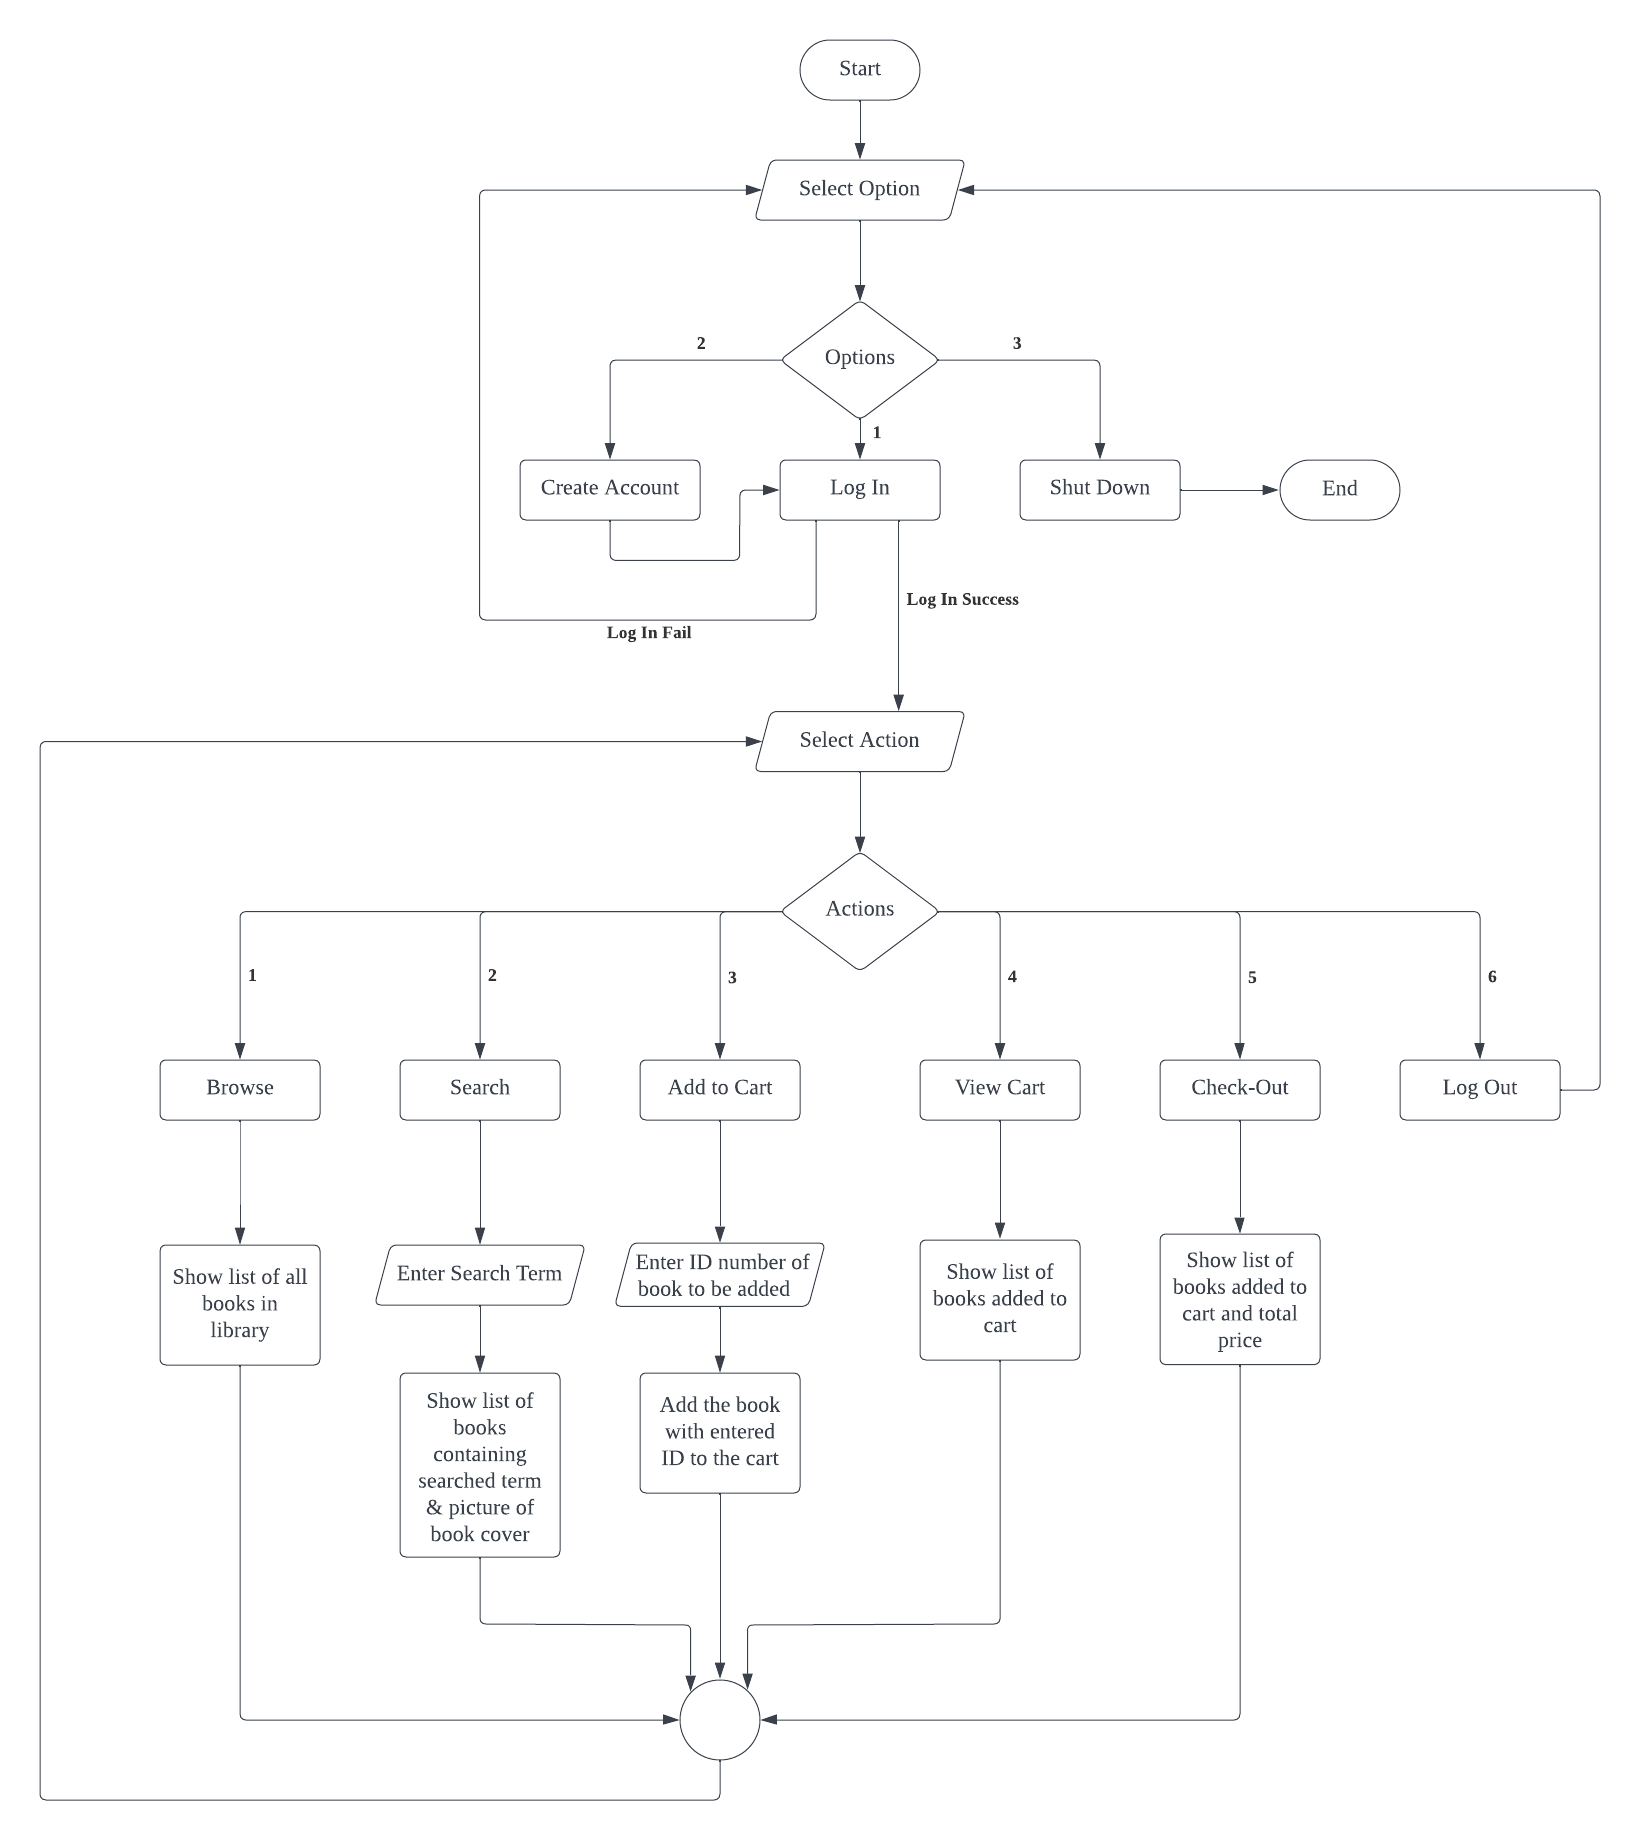 Start
Select Option
Options
2
3
1
Create Account
Log In
Shut Down
End
Log In Success
Log In Fail
Select Action
Actions
1
2
3
4
5
6
Browse
Search
Add to Cart
View Cart
Check-Out
Log Out
Show list of all
books in
library
Enter Search Term
Enter ID number of
book to be added
Show list of
books added to
cart
Show list of
books added to
cart and total
price
Show list of
books
containing
searched term
& picture of
book cover
Add the book
with entered
ID to the cart